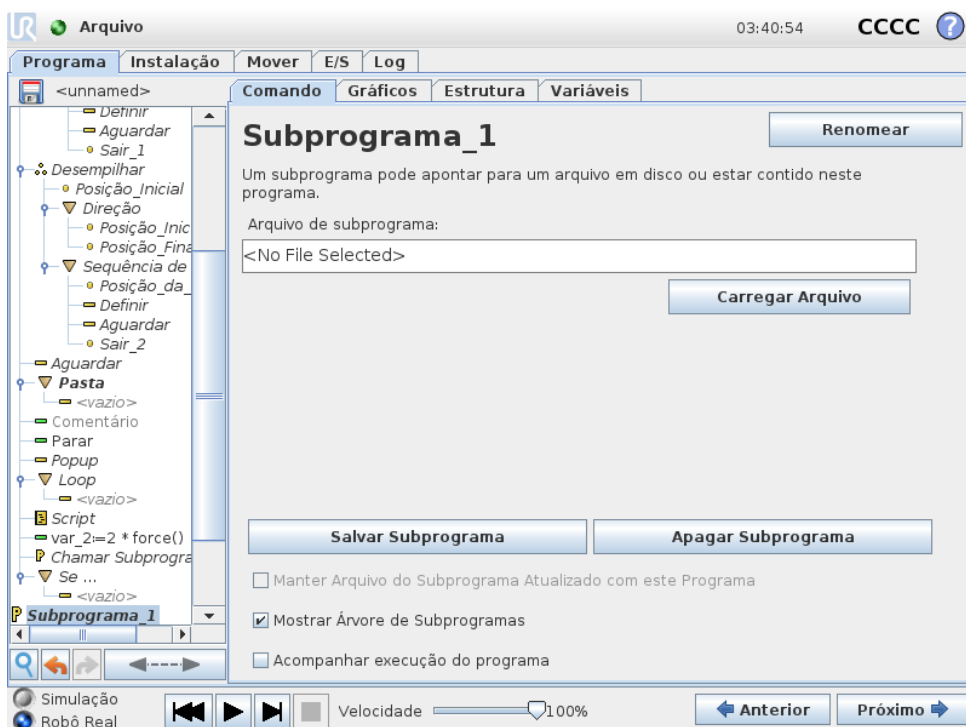 UR Arquivo 03:40:54 CCCC ?
Programa Instalação Mover E/S Log
<unnamed> Comando Gráficos Estrutura Variáveis
Definir
Aguardar
Sair_1
Desempilhar
Posição_Inicial
Direção
Posição_Inic
Posição_Fina
Sequência de
Posição_da_
Definir
Aguardar
Sair_2
Aguardar
Pasta
<vazio>
Comentário
Parar
Popup
Loop
<vazio>
Script
var_2:=2 * force()
Chamar Subprogra
Se ...
<vazio>
Subprograma_1
Subprograma_1 Renomear
Um subprograma pode apontar para um arquivo em disco ou estar contido neste
programa.
Arquivo de subprograma:
<No File Selected>
Carregar Arquivo
Salvar Subprograma Apagar Subprograma
Manter Arquivo do Subprograma Atualizado com este Programa
Mostrar Árvore de Subprogramas
Acompanhar execução do programa
Simulação
Robô Real
Velocidade 100% Anterior Próximo